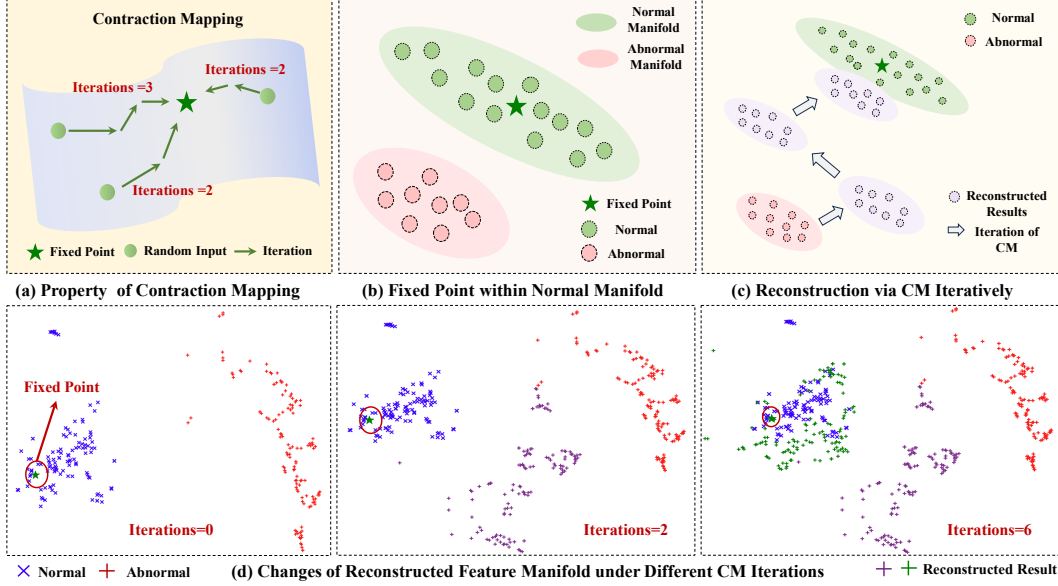 Contraction Mapping
Iterations =2
Iterations =3
Iterations =2
Fixed Point
Random Input
Iteration
(a) Property of Contraction Mapping
Normal
Manifold
Abnormal
Manifold
Fixed Point
Normal
Abnormal
(b) Fixed Point within Normal Manifold
Normal
Abnormal
Reconstructed
Results
Iteration of
CM
(c) Reconstruction via CM Iteratively
Fixed Point
Iterations=0
Iterations=2
Iterations=6
Normal
Abnormal
(d) Changes of Reconstructed Feature Manifold under Different CM Iterations
Reconstructed Result